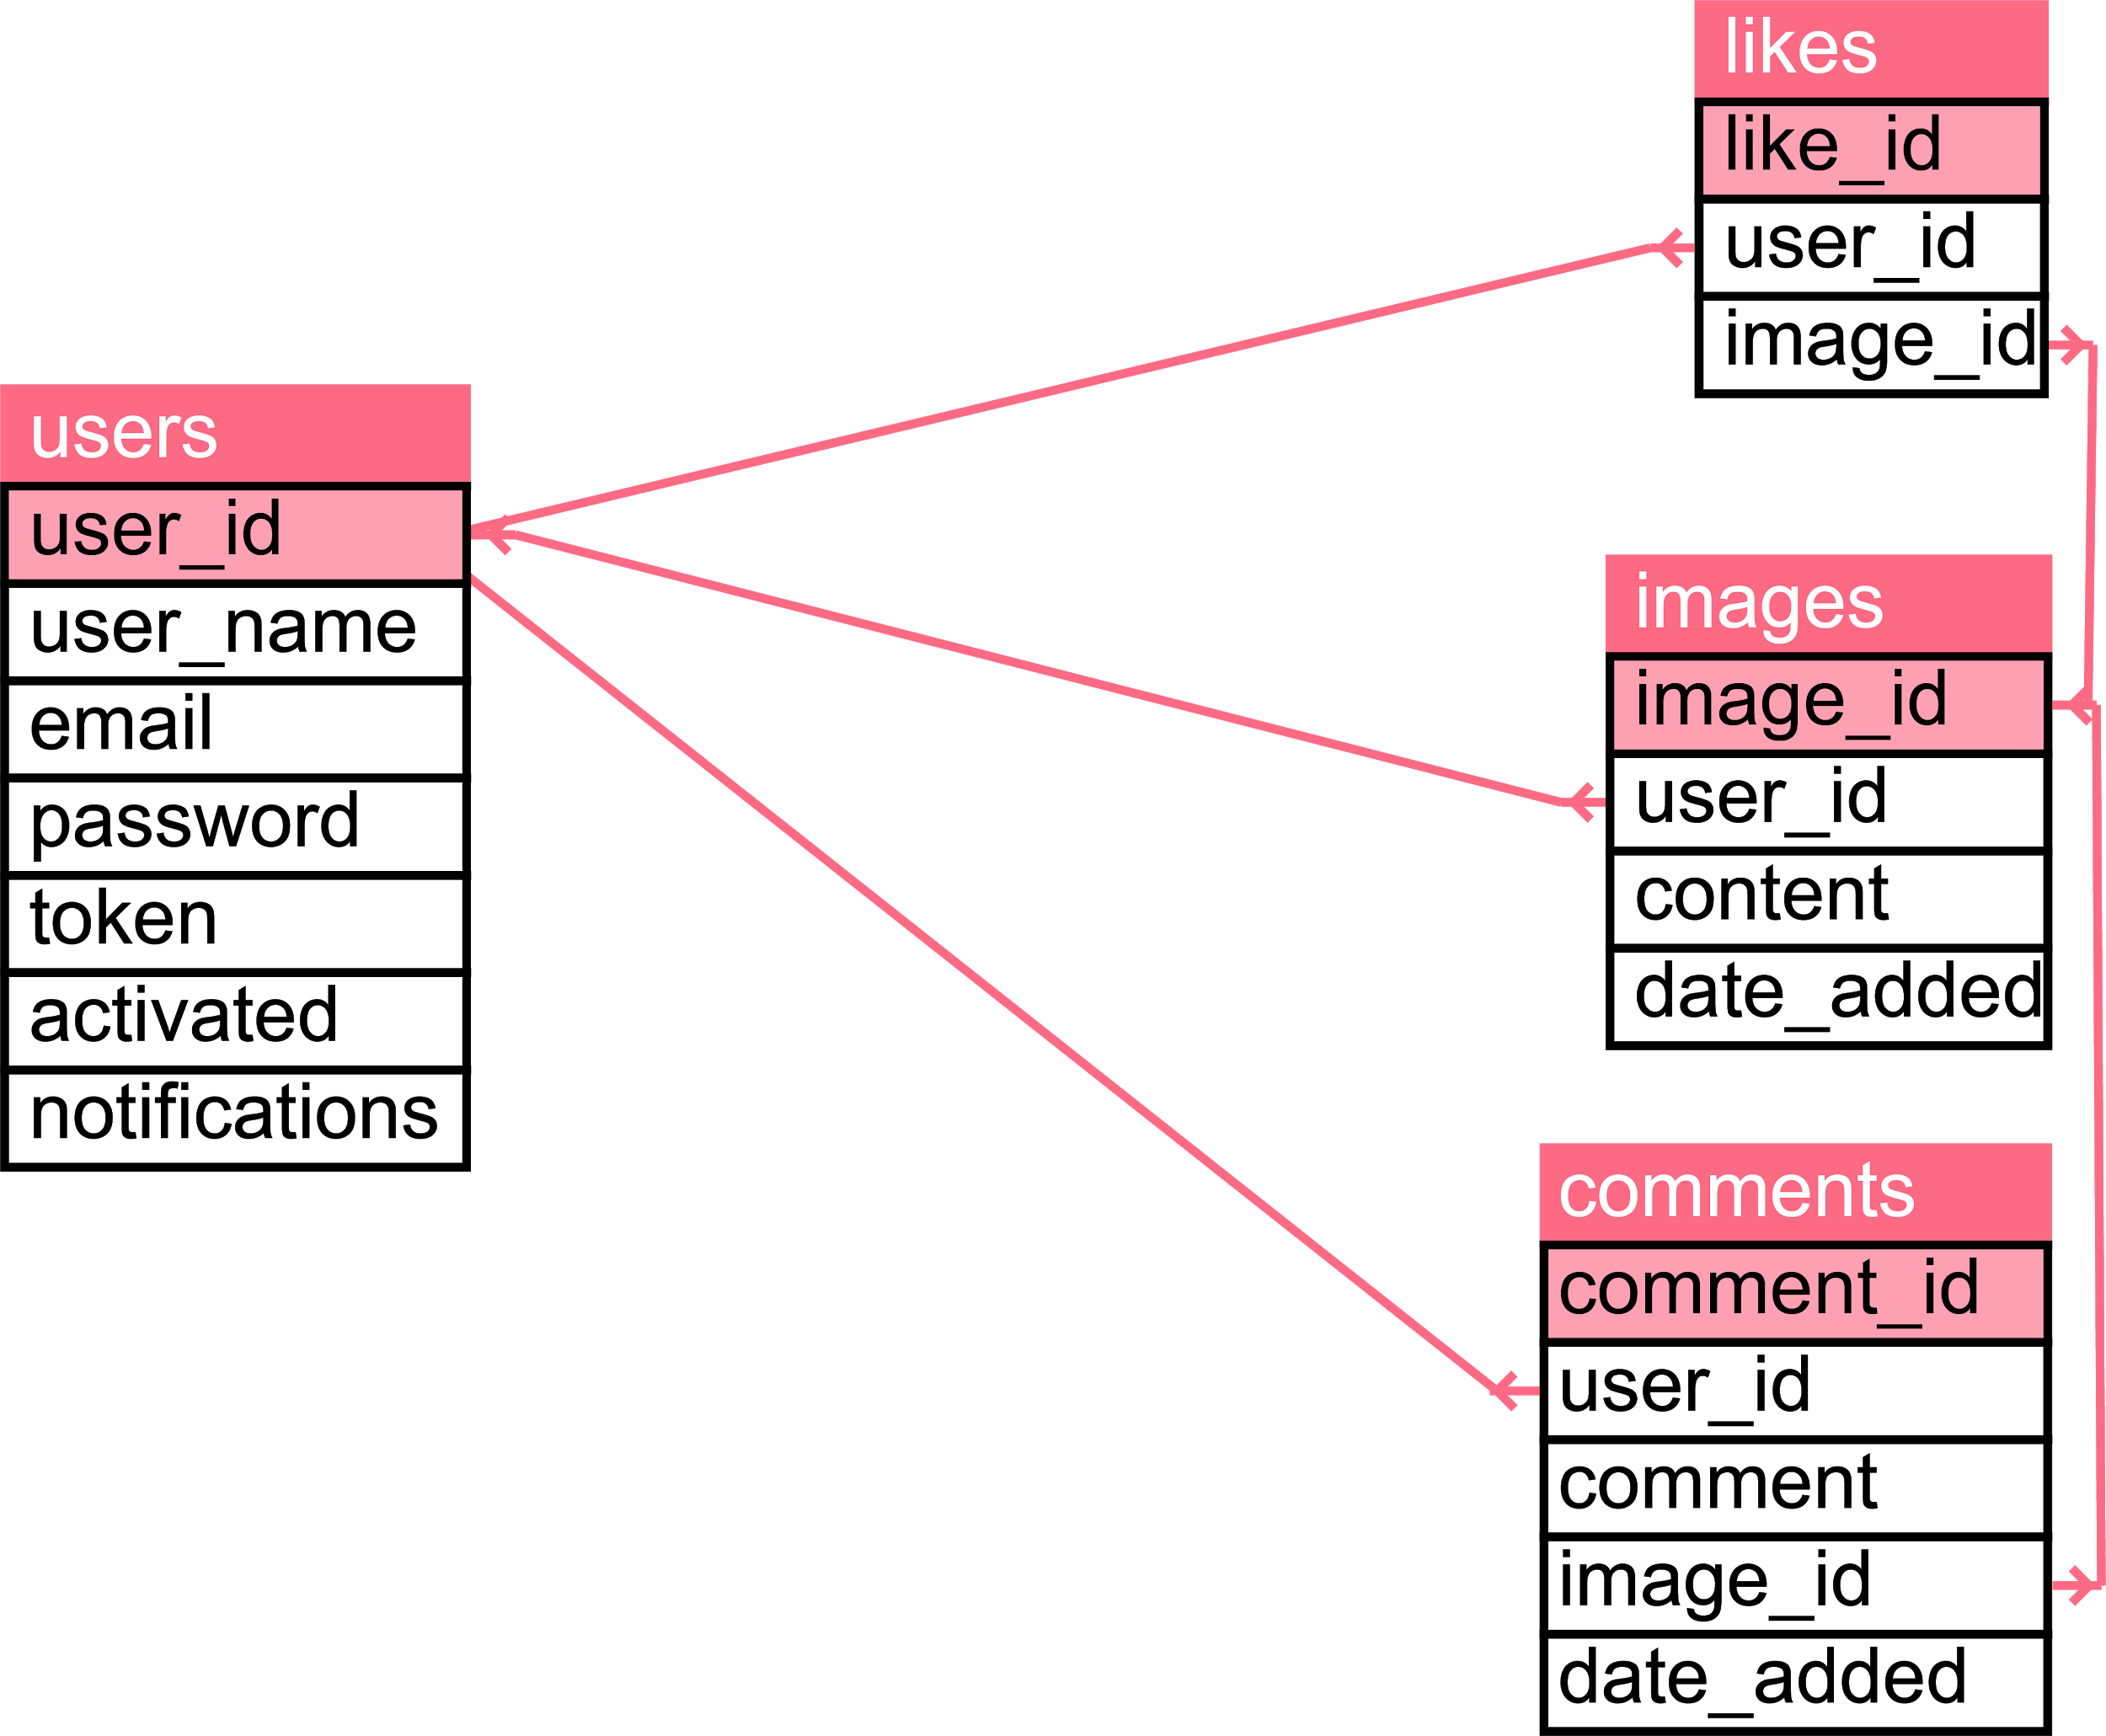 likes
like_id
user_id
image_id
users
user_id
user_name
email
password
token
activated
notifications
images
image_id
user_id
content
date_added
comments
comment_id
user_id
comment
image_id
date_added